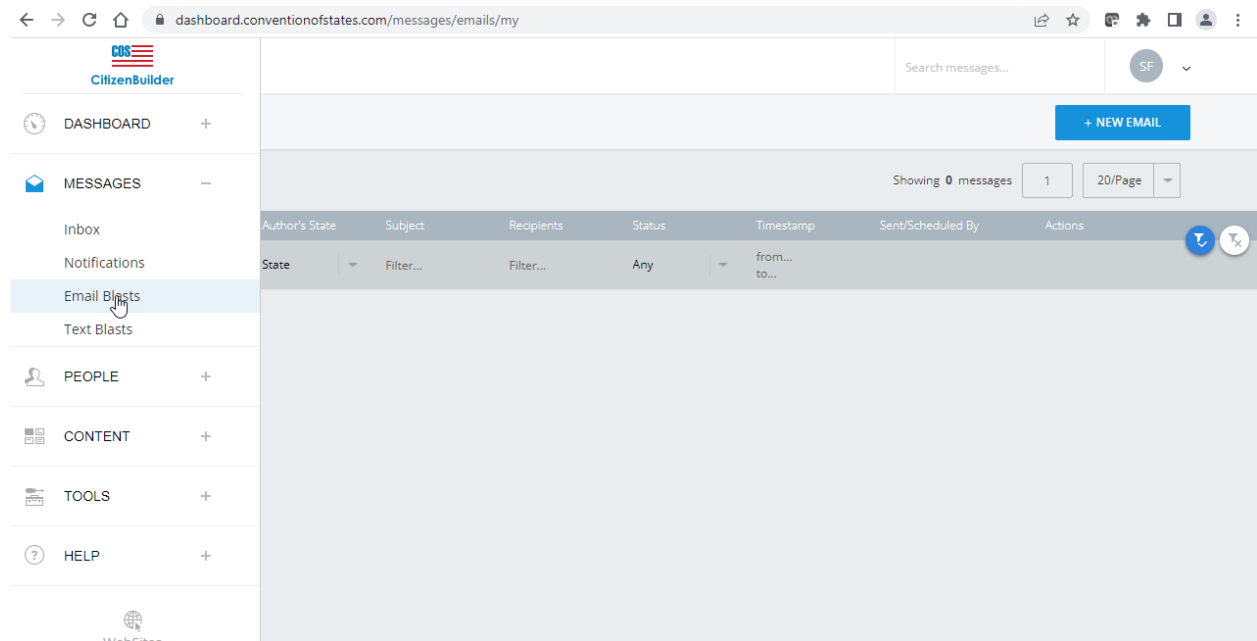 dashboard.conventionofstates.com/messages/emails/my
COS
CitizenBuilder
Search messages...
SF
DASHBOARD
+ NEW EMAIL
MESSAGES
Showing 0 messages
1
20/Page
Inbox
Author's State
Subject
Recipients
Status
Timestamp
Sent/Scheduled By
Actions
Notifications
State
Filter...
Filter...
Any
from...
to...
Email Blasts
Text Blasts
PEOPLE
CONTENT
TOOLS
HELP
WebSites